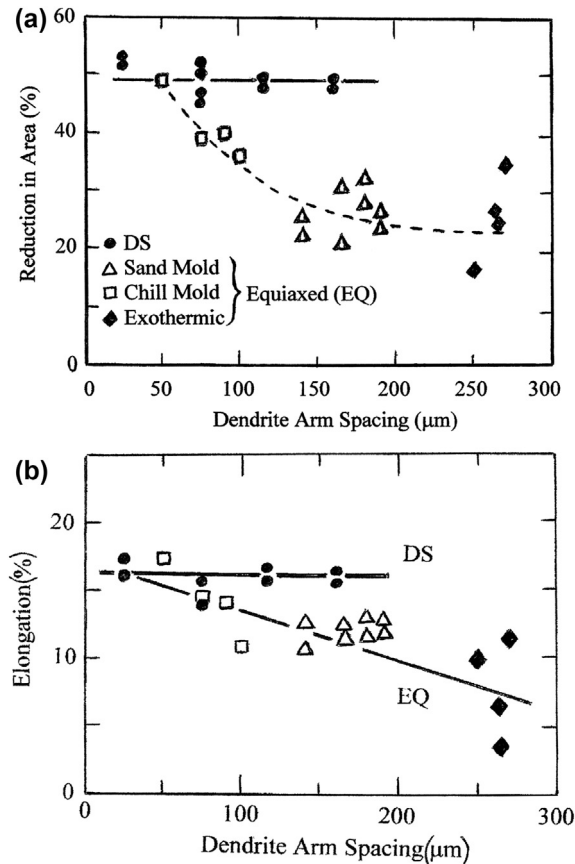 (a)
60
40
20
0
Reduction in Area (%)
DS
Sand Mold
Chill Mold
Exothermic
Equiaxed (EQ)
0 50 100 150 200 250 300
Dendrite Arm Spacing (μm)
(b)
20
10
0
Elongation(%)
DS
EQ
0 100 200 300
Dendrite Arm Spacing(μm)